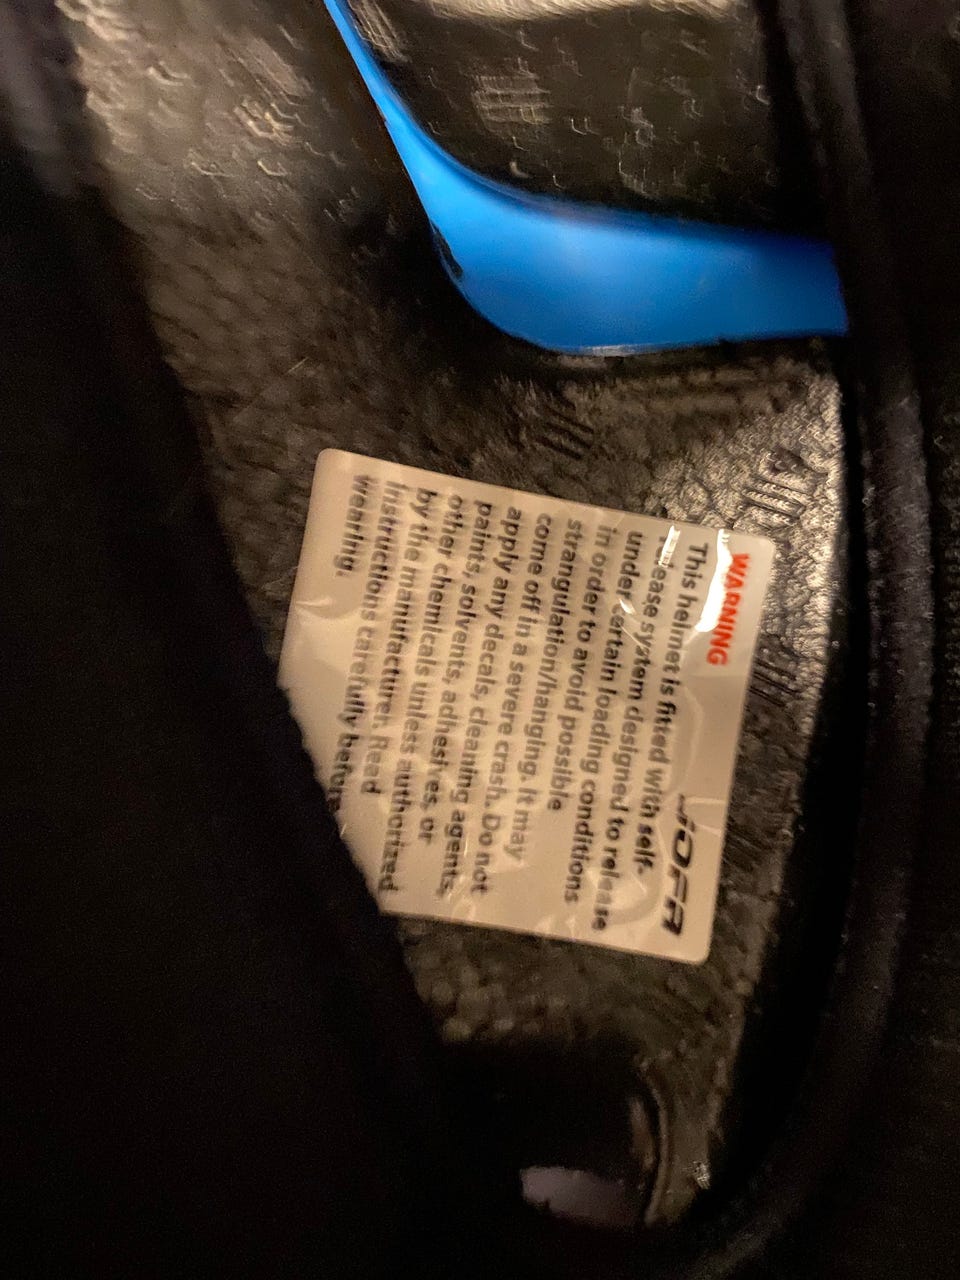 WARNING JOFA
This helmet is fitted with self-
release system designed to release
under certain loading conditions
in order to avoid possible
strangulation/hanging. It may
come off in a severe crash. Do not
apply any decals, cleaning agents,
paints, solvents, adhesives, or
other chemicals unless authorized
by the manufacturer. Read
instructions carefully before
wearing.